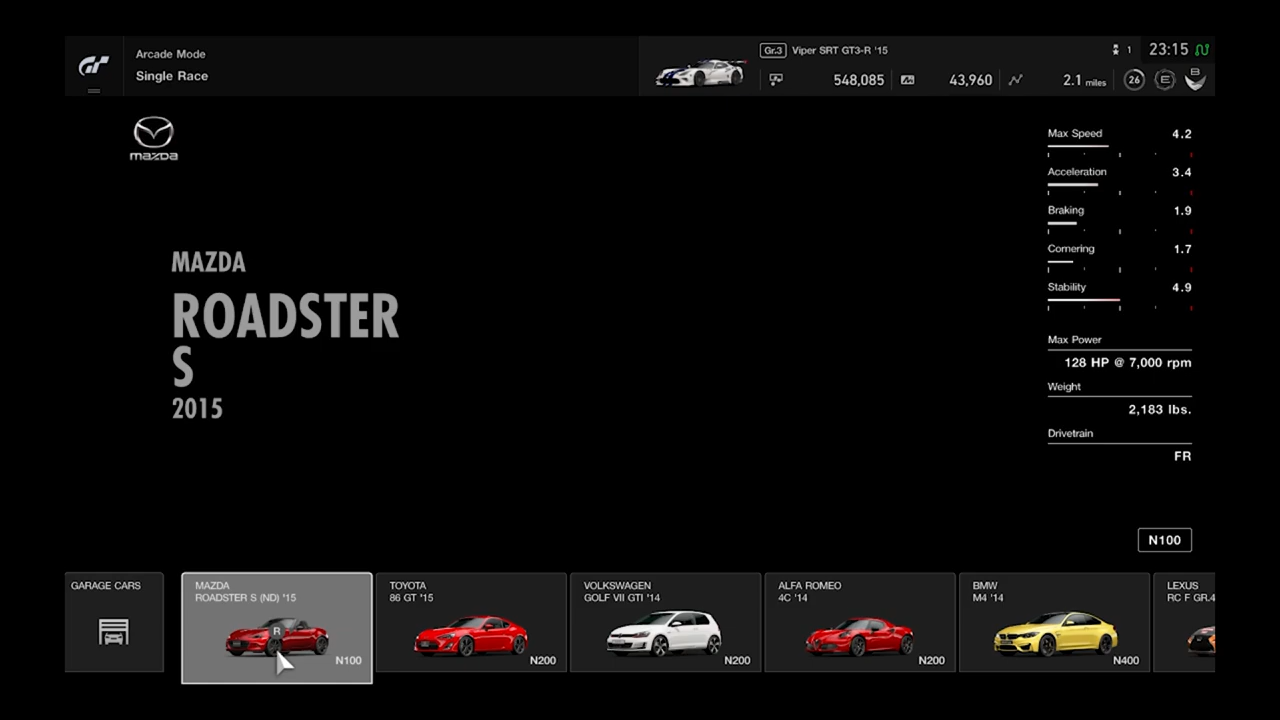 Arcade Mode
Single Race
Gr.3 Viper SRT GT3-R '15
1 23:15
548,085 43,960 2.1 miles 26 E B
mazda
MAZDA
ROADSTER
S
2015
Max Speed 4.2
Acceleration 3.4
Braking 1.9
Cornering 1.7
Stability 4.9
Max Power
128 HP @ 7,000 rpm
Weight
2,183 lbs.
Drivetrain
FR
N100
GARAGE CARS
MAZDA
ROADSTER S (ND) '15
R
N100
TOYOTA
86 GT '15
N200
VOLKSWAGEN
GOLF VII GTI '14
N200
ALFA ROMEO
4C '14
N200
BMW
M4 '14
N400
LEXUS
RC F GR.4